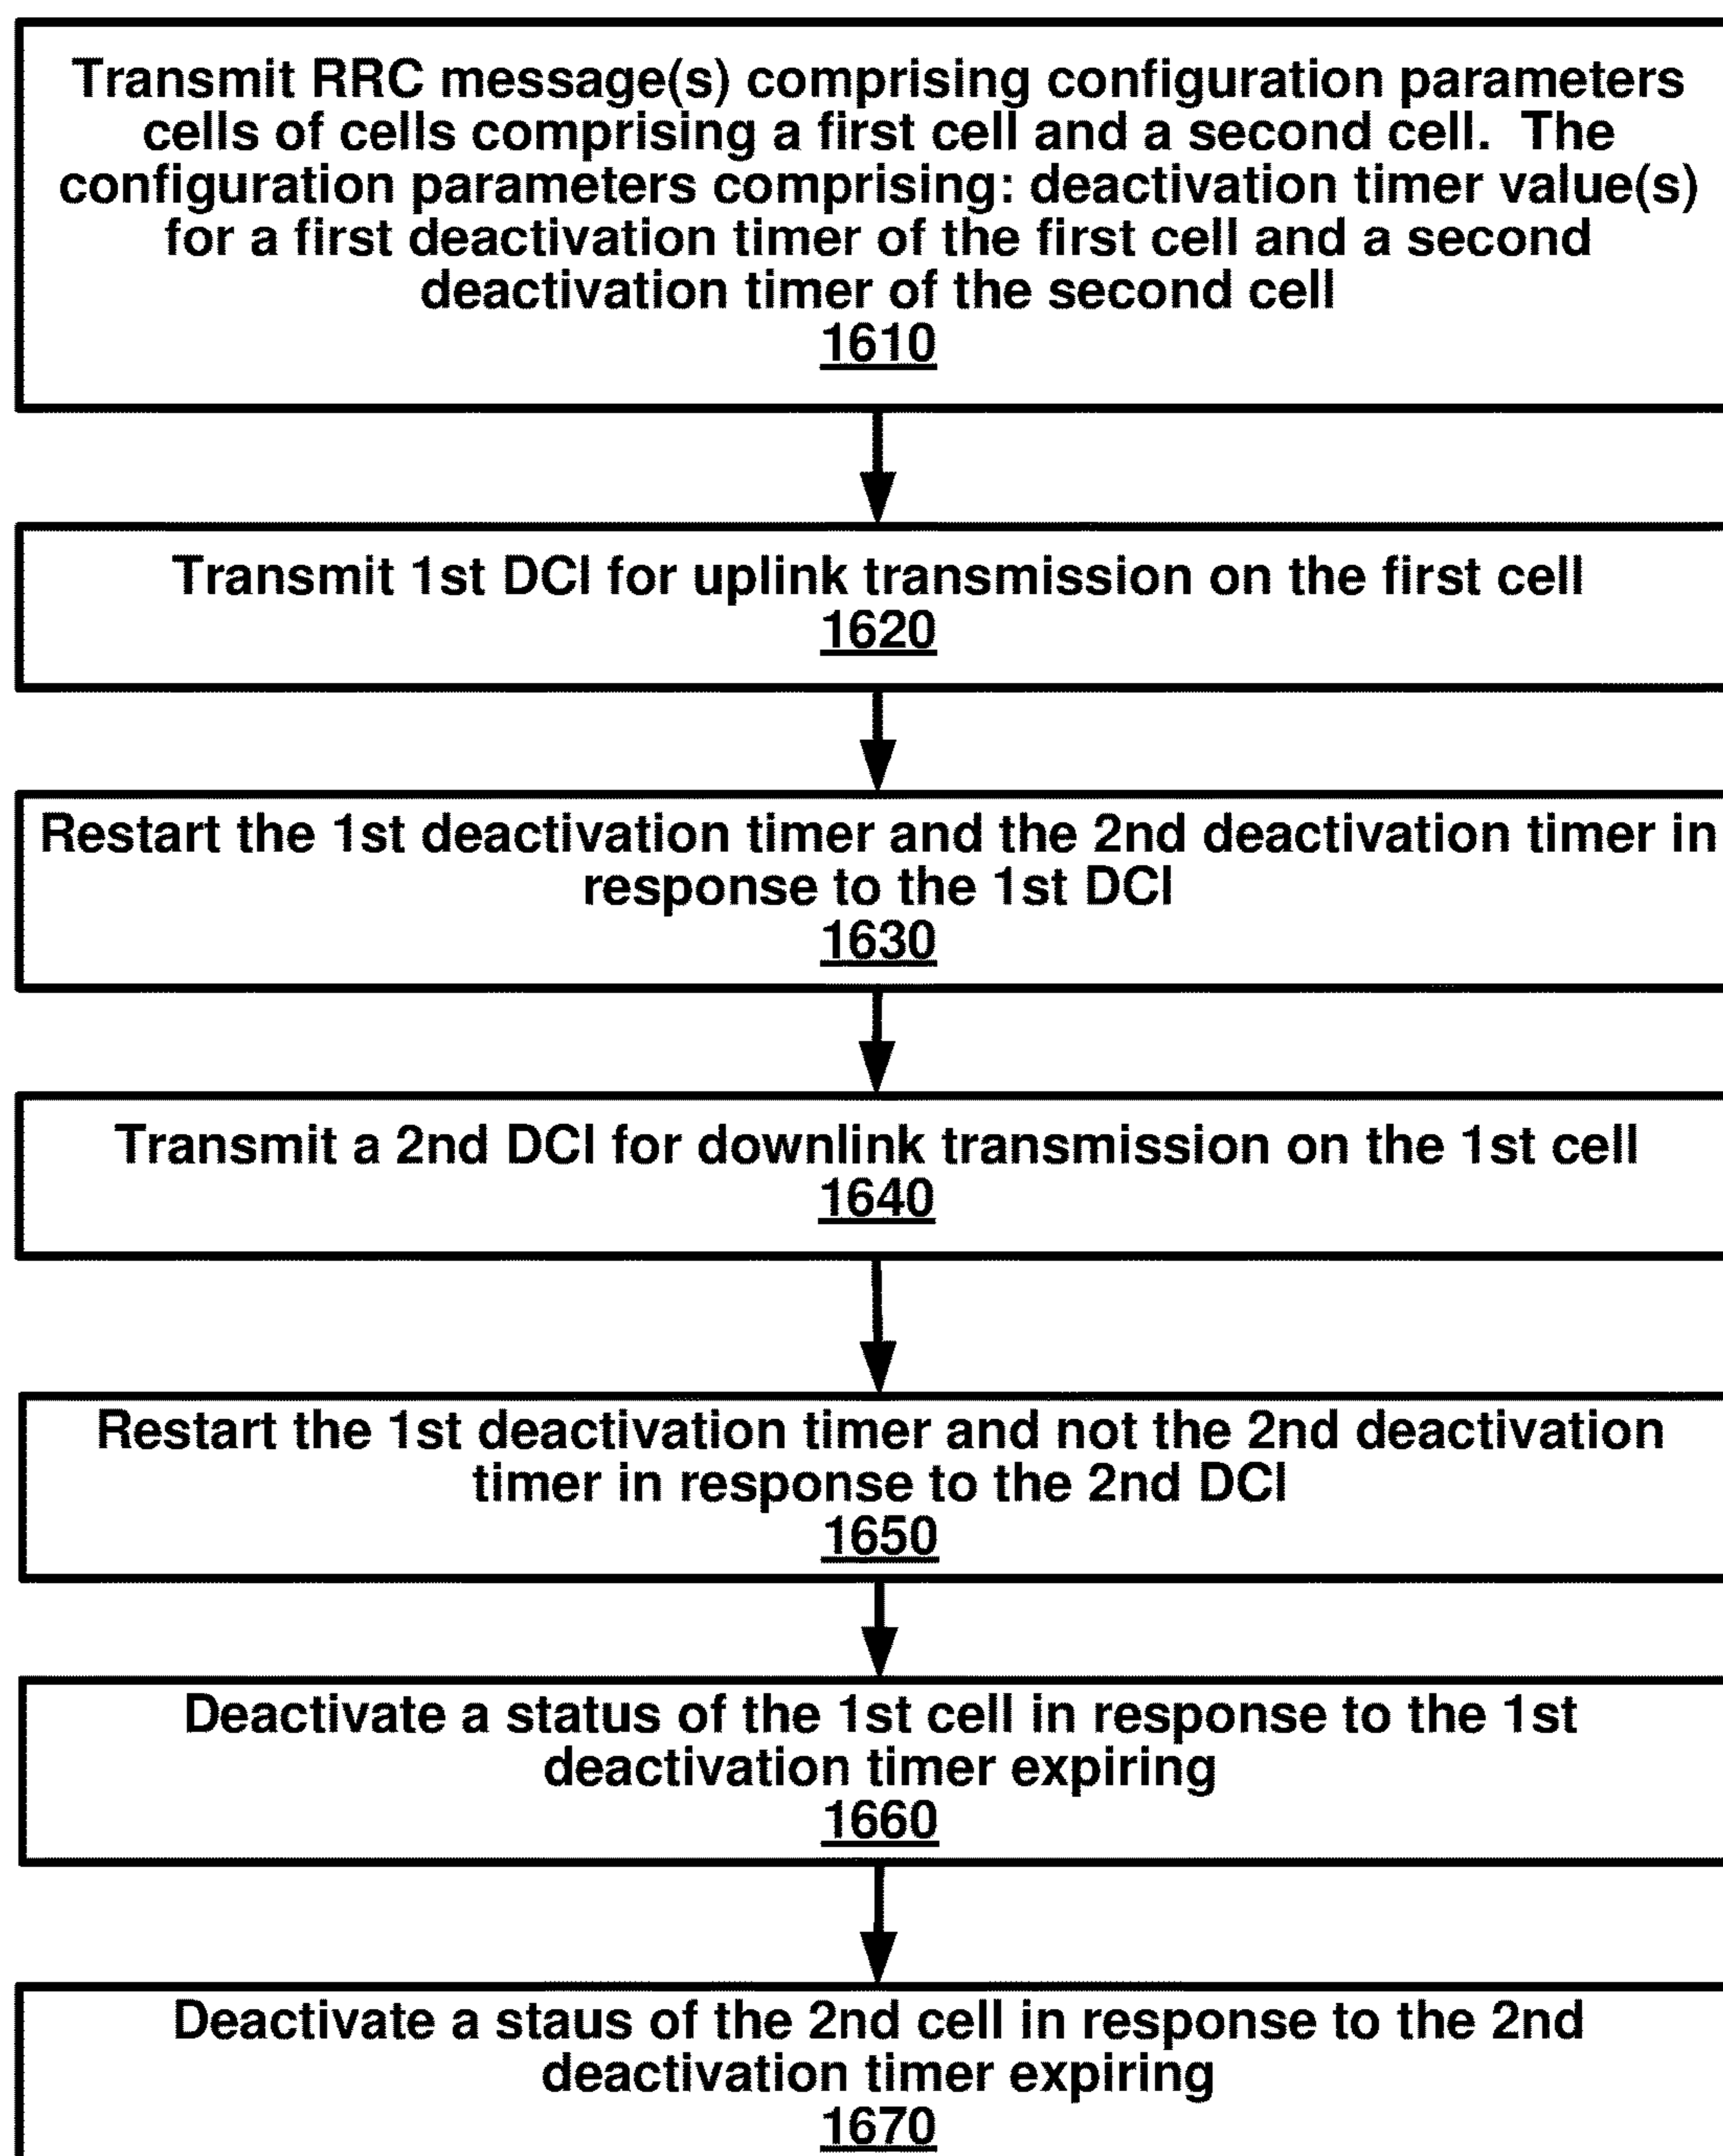 Transmit RRC message(s) comprising configuration parameters
cells of cells comprising a first cell and a second cell. The
configuration parameters comprising: deactivation timer value(s)
for a first deactivation timer of the first cell and a second
deactivation timer of the second cell
1610
Transmit 1st DCI for uplink transmission on the first cell
1620
Restart the 1st deactivation timer and the 2nd deactivation timer in
response to the 1st DCI
1630
Transmit a 2nd DCI for downlink transmission on the 1st cell
1640
Restart the 1st deactivation timer and not the 2nd deactivation
timer in response to the 2nd DCI
1650
Deactivate a status of the 1st cell in response to the 1st
deactivation timer expiring
1660
Deactivate a staus of the 2nd cell in response to the 2nd
deactivation timer expiring
1670